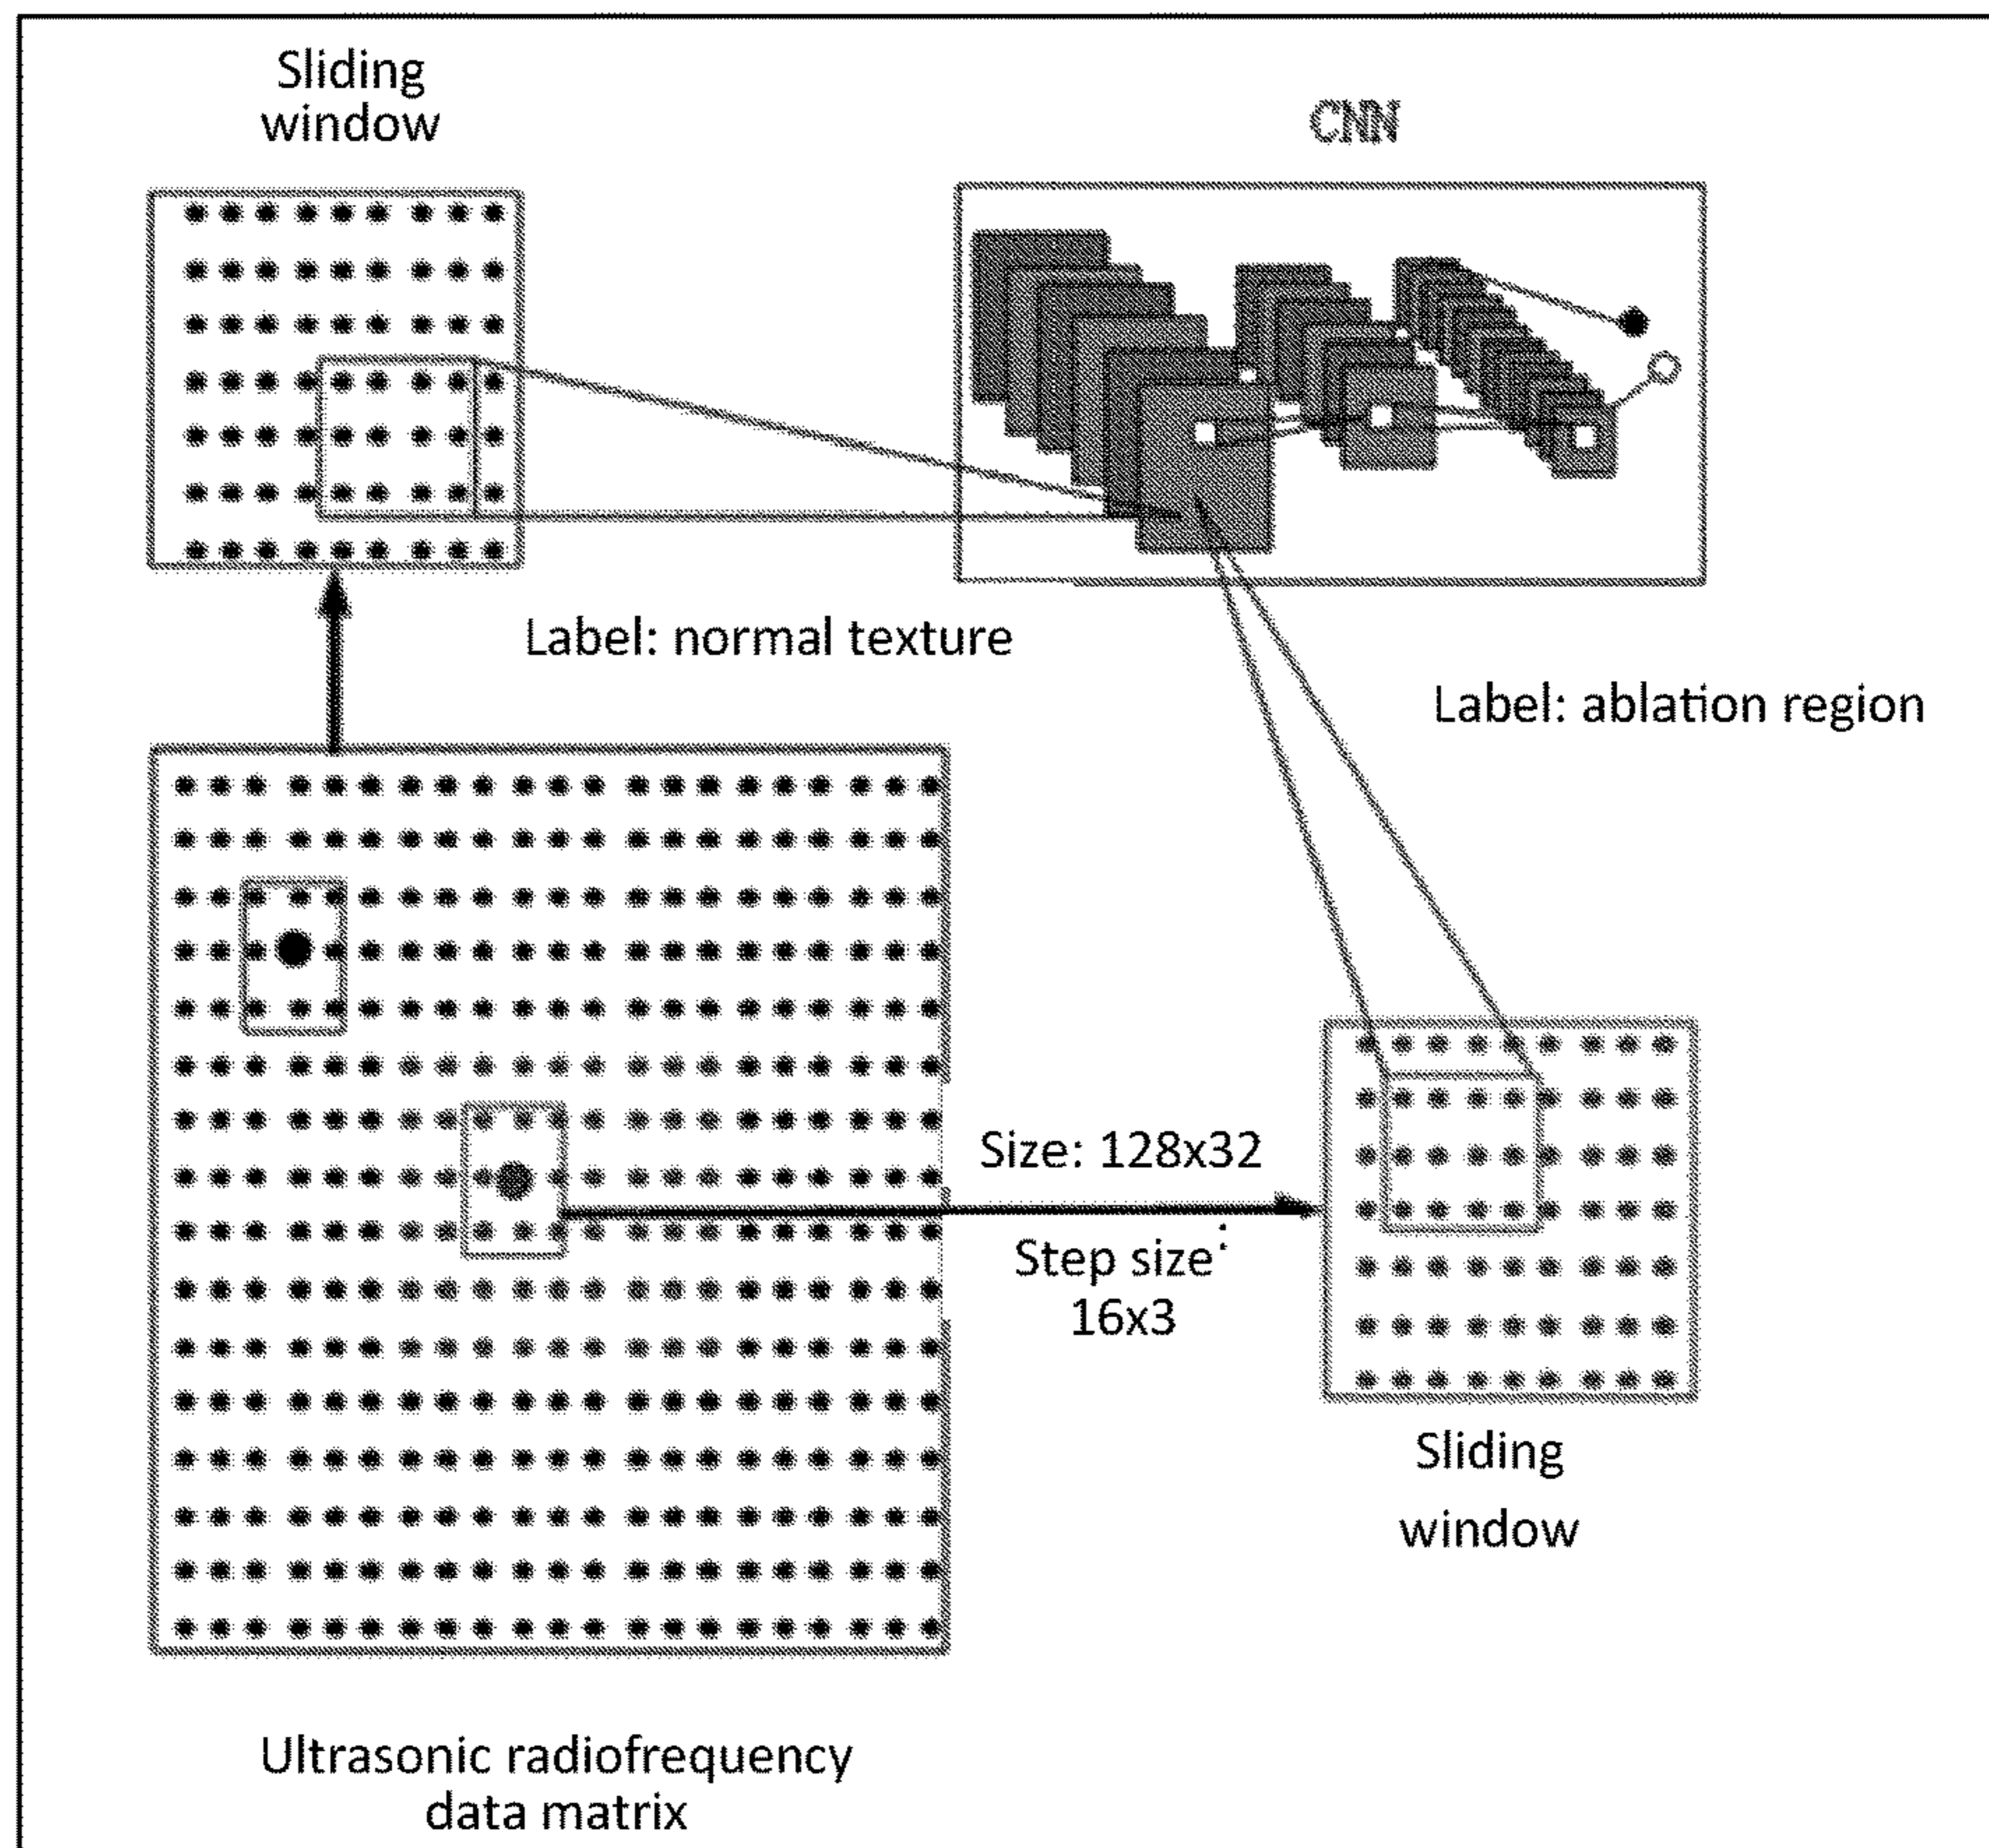 Sliding
window
CNN
Label: normal texture
Label: ablation region
Size: 128x32
Step size:
16x3
Sliding
window
Ultrasonic radiofrequency
data matrix